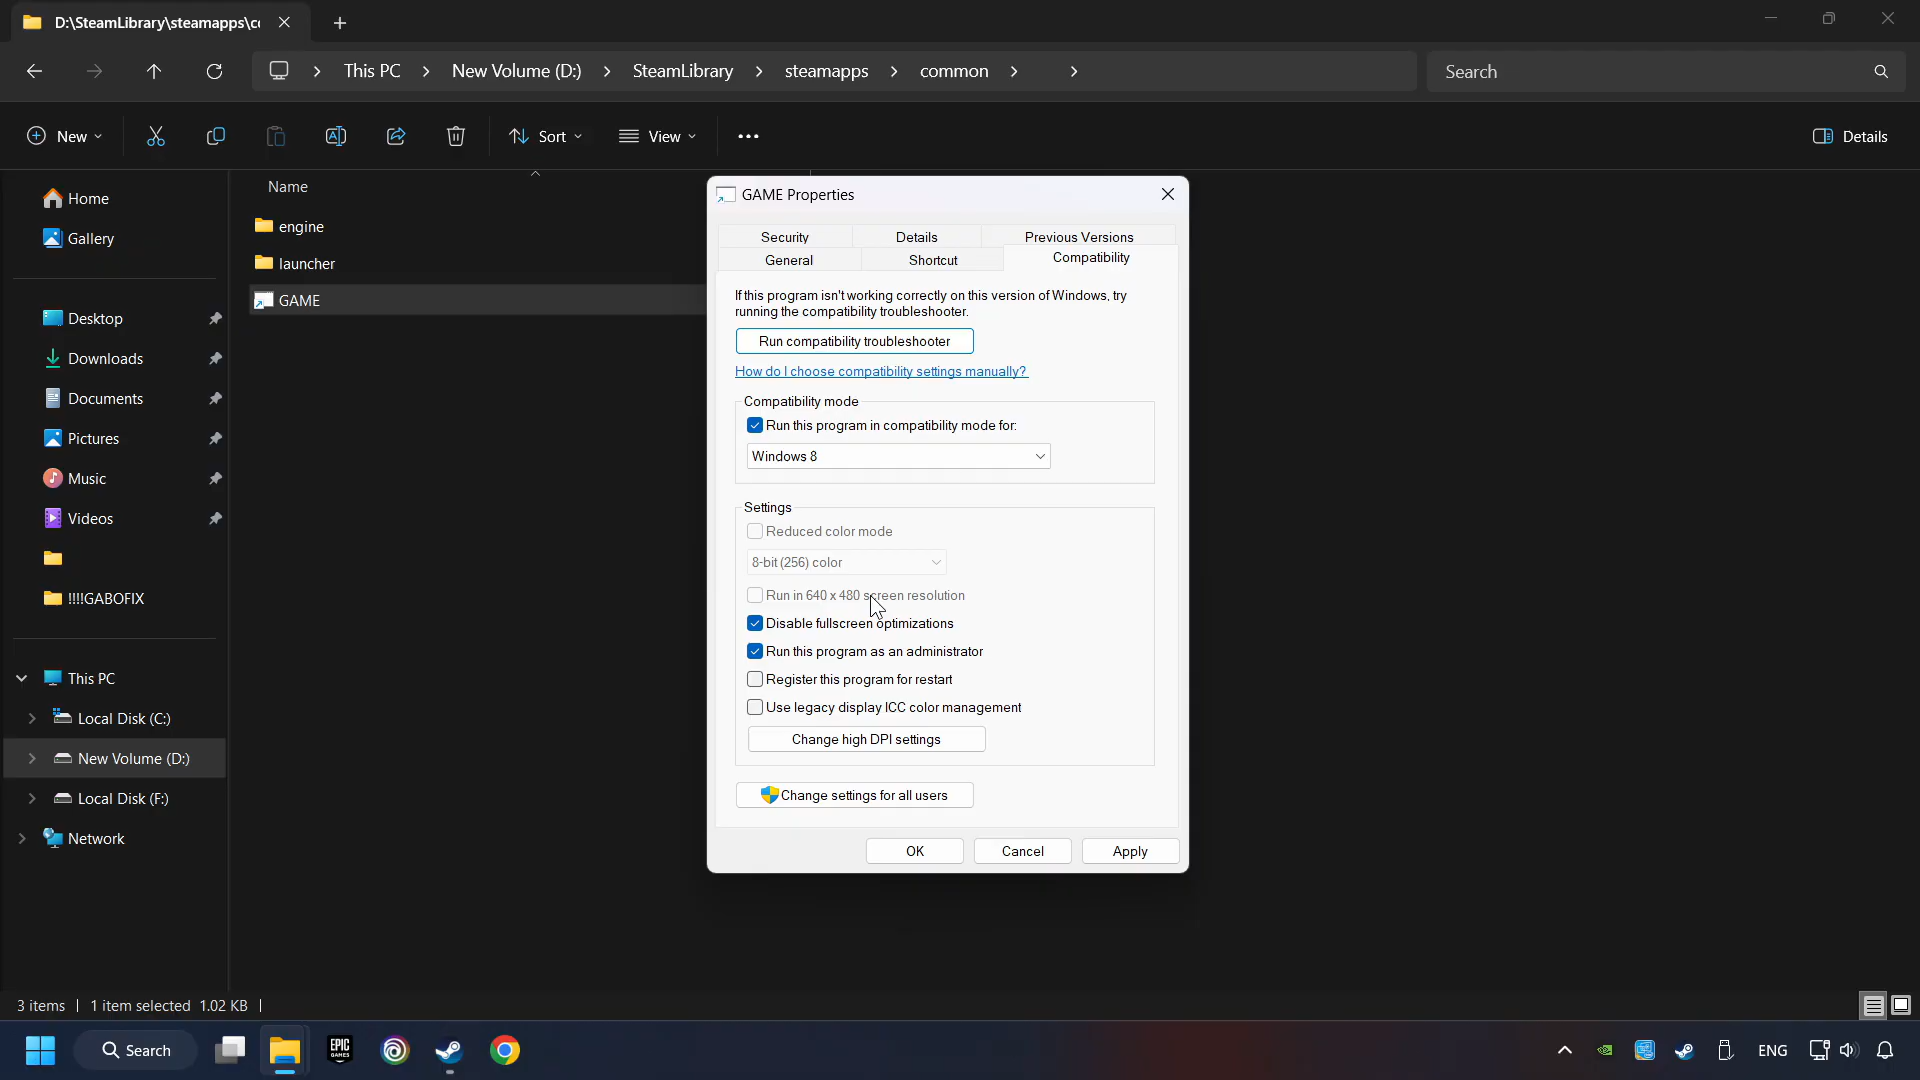 D:\SteamLibrary\steamapps\cc
This PC
New Volume (D:)
SteamLibrary
steamapps
common
Search
New
Sort
View
Details
Home
Gallery
Desktop
Downloads
Documents
Pictures
Music
Videos
!!!!GABOFIX
This PC
Local Disk (C:)
New Volume (D:)
Local Disk (F:)
Network
Name
engine
launcher
GAME
GAME Properties
Security
Details
Previous Versions
General
Shortcut
Compatibility
If this program isn't working correctly on this version of Windows, try
running the compatibility troubleshooter.
Run compatibility troubleshooter
How do I choose compatibility settings manually?
Compatibility mode
Run this program in compatibility mode for:
Windows 8
Settings
Reduced color mode
8-bit (256) color
Run in 640 x 480 screen resolution
Disable fullscreen optimizations
Run this program as an administrator
Register this program for restart
Use legacy display ICC color management
Change high DPI settings
Change settings for all users
OK
Cancel
Apply
3 items
1 item selected 1.02 KB
Search
EPIC
GAMES
ENG